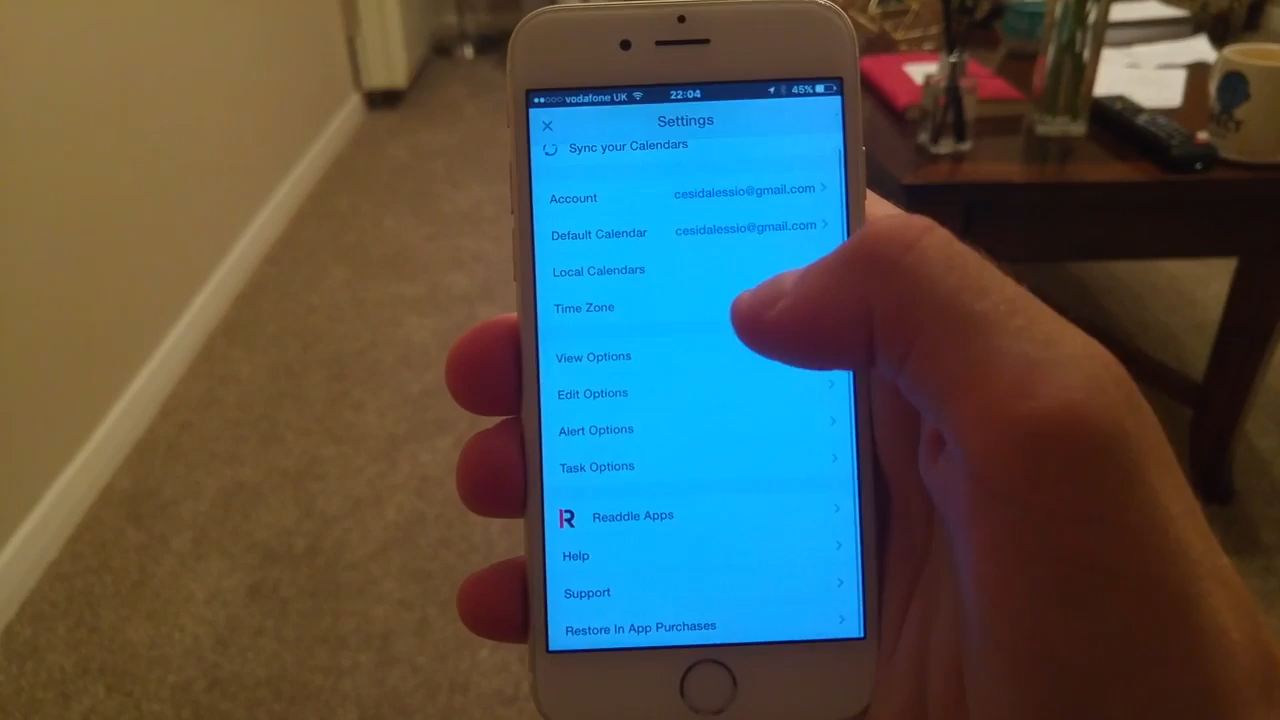 vodafone UK 22:04 45%
Settings
Sync your Calendars
Account cesidalessio@gmail.com
Default Calendar cesidalessio@gmail.com
Local Calendars
Time Zone
View Options
Edit Options
Alert Options
Task Options
R Readdle Apps
Help
Support
Restore In App Purchases